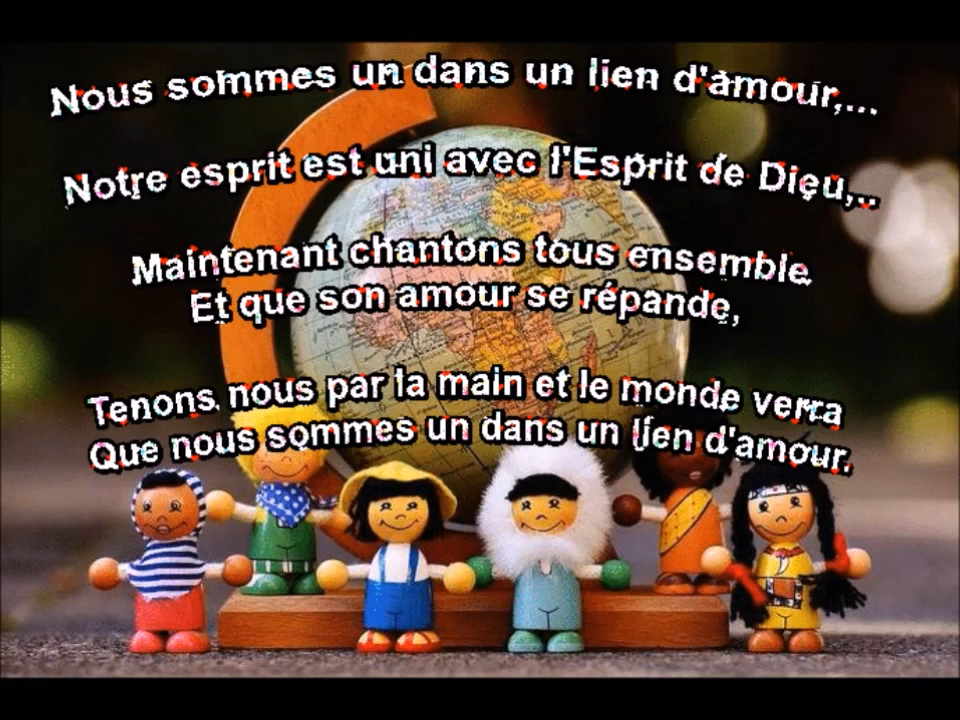 Nous sommes un dans un lien d'amour,...
Notre esprit est uni avec l'Esprit de Dieu,..
Maintenant chantons tous ensemble
Et que son amour se répande,
Tenons nous par la main et le monde verra
Que nous sommes un dans un lien d'amour.